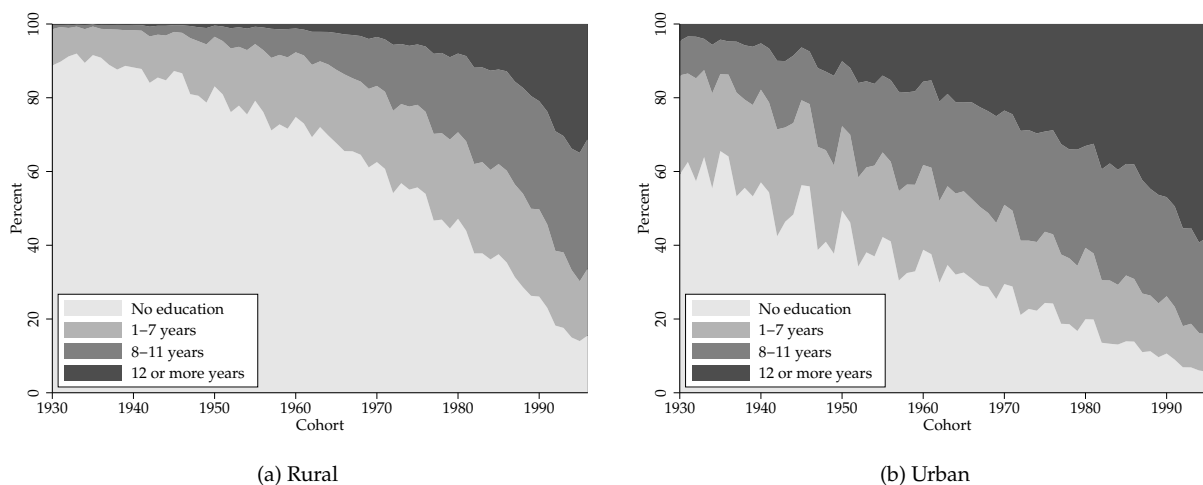 100
80
60
40
20
0
Percent
No education
1–7 years
8–11 years
12 or more years
1930 1940 1950 1960 1970 1980 1990
Cohort
(a) Rural
100
80
60
40
20
0
Percent
No education
1–7 years
8–11 years
12 or more years
1930 1940 1950 1960 1970 1980 1990
Cohort
(b) Urban